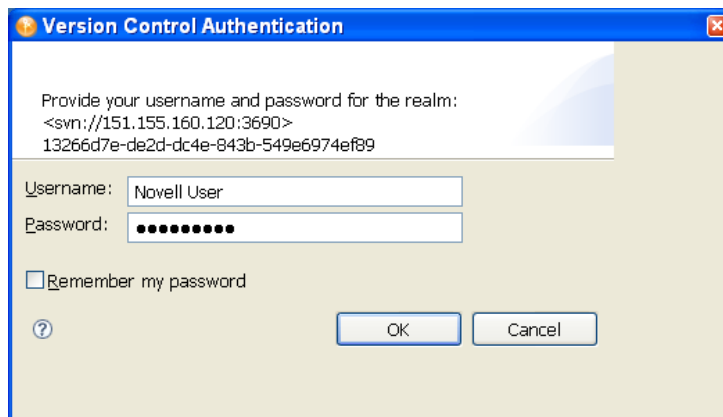 Version Control Authentication
Provide your username and password for the realm:
<svn://151.155.160.120:3690>
13266d7e-de2d-dc4e-843b-549e6974ef89
Username: Novell User
Password: ●●●●●●●●●
Remember my password
? OK Cancel